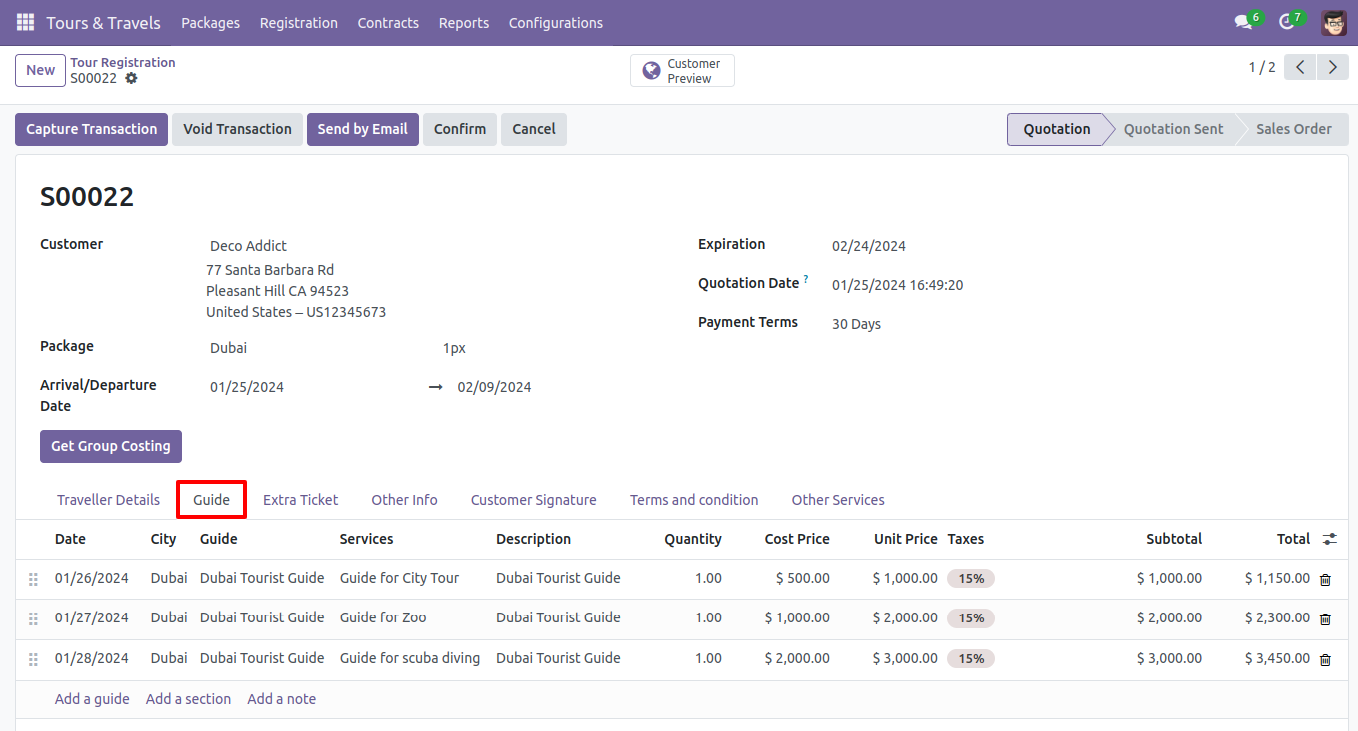 Tours & Travels Packages Registration Contracts Reports Configurations 6 7
New Tour Registration
S00022
Customer
Preview
1 / 2
Capture Transaction Void Transaction Send by Email Confirm Cancel Quotation Quotation Sent Sales Order
S00022
Customer Deco Addict
77 Santa Barbara Rd
Pleasant Hill CA 94523
United States – US12345673
Package Dubai 1px
Arrival/Departure
Date
01/25/2024 → 02/09/2024
Expiration 02/24/2024
Quotation Date ? 01/25/2024 16:49:20
Payment Terms 30 Days
Get Group Costing
Traveller Details Guide Extra Ticket Other Info Customer Signature Terms and condition Other Services
Date City Guide Services Description Quantity Cost Price Unit Price Taxes Subtotal Total
01/26/2024 Dubai Dubai Tourist Guide Guide for City Tour Dubai Tourist Guide 1.00 $ 500.00 $ 1,000.00 15% $ 1,000.00 $ 1,150.00
01/27/2024 Dubai Dubai Tourist Guide Guide for Zoo Dubai Tourist Guide 1.00 $ 1,000.00 $ 2,000.00 15% $ 2,000.00 $ 2,300.00
01/28/2024 Dubai Dubai Tourist Guide Guide for scuba diving Dubai Tourist Guide 1.00 $ 2,000.00 $ 3,000.00 15% $ 3,000.00 $ 3,450.00
Add a guide Add a section Add a note